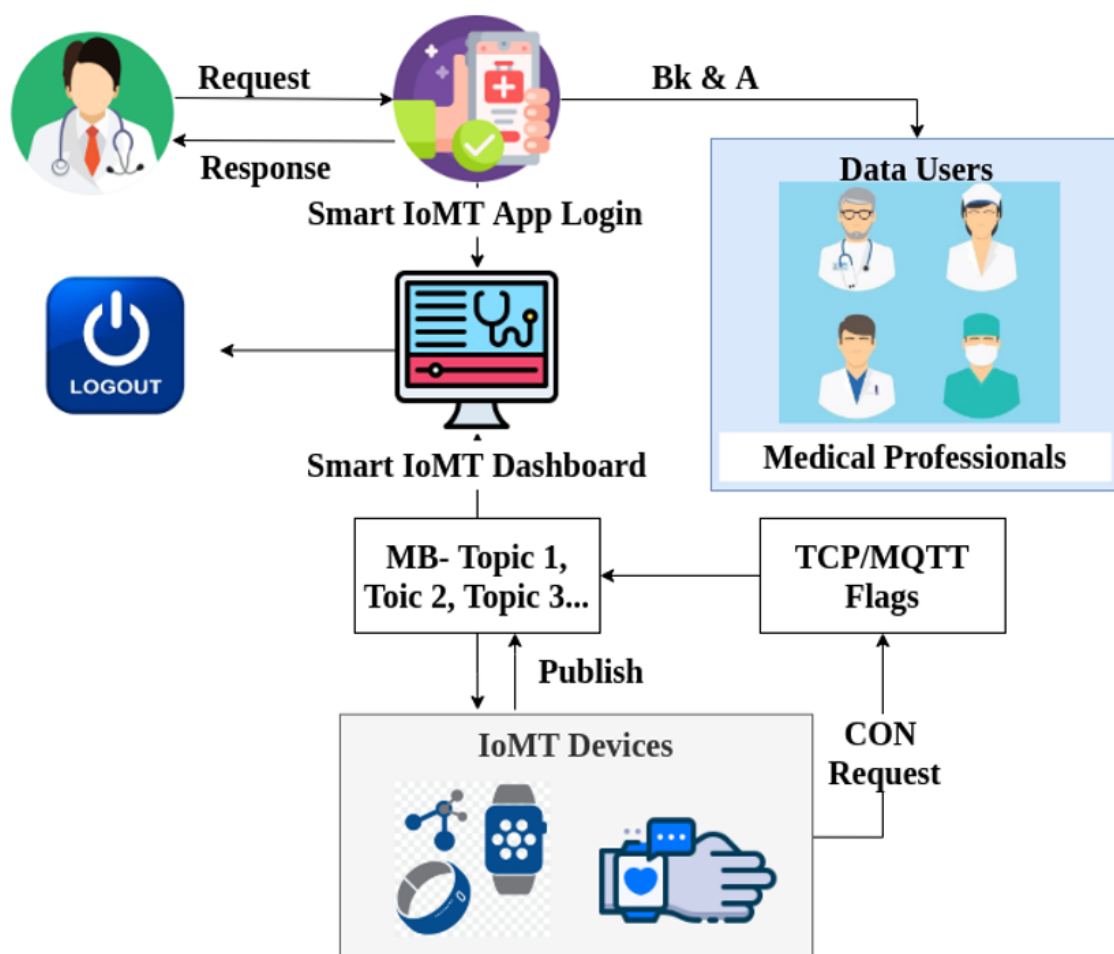 Request
Bk & A
Response
Data Users
Smart IoMT App Login
LOGOUT
Medical Professionals
Smart IoMT Dashboard
MB- Topic 1,
Toic 2, Topic 3...
TCP/MQTT
Flags
Publish
IoMT Devices
CON
Request